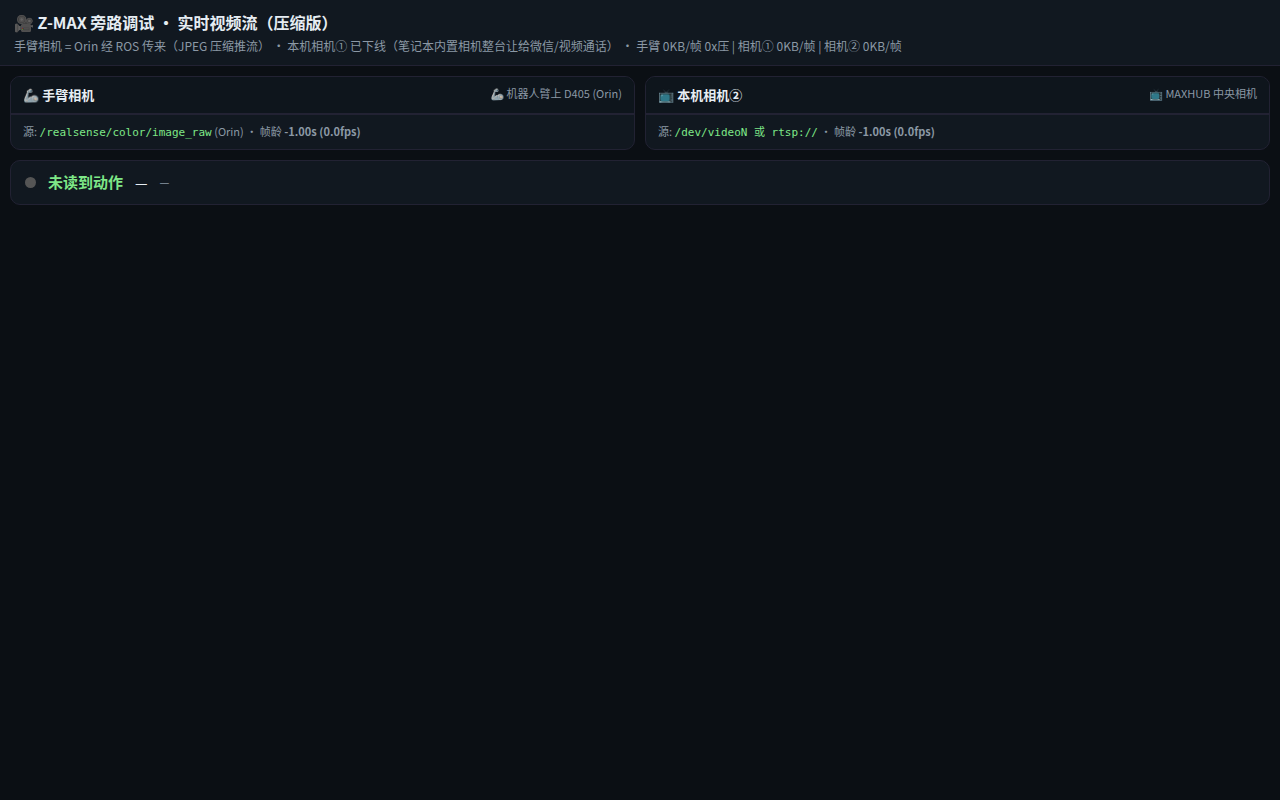 🎥 Z-MAX 旁路调试 · 实时视频流（压缩版）
手臂相机 = Orin 经 ROS 传来（JPEG 压缩推流） · 本机相机① 已下线（笔记本内置相机整台让给微信/视频通话） · 手臂 0KB/帧 0x压 | 相机① 0KB/帧 | 相机② 0KB/帧
🦾 手臂相机
🦾 机器人臂上 D405 (Orin)
源: /realsense/color/image_raw (Orin) · 帧龄 -1.00s (0.0fps)
📺 本机相机②
📺 MAXHUB 中央相机
源: /dev/videoN 或 rtsp:// · 帧龄 -1.00s (0.0fps)
未读到动作 — —